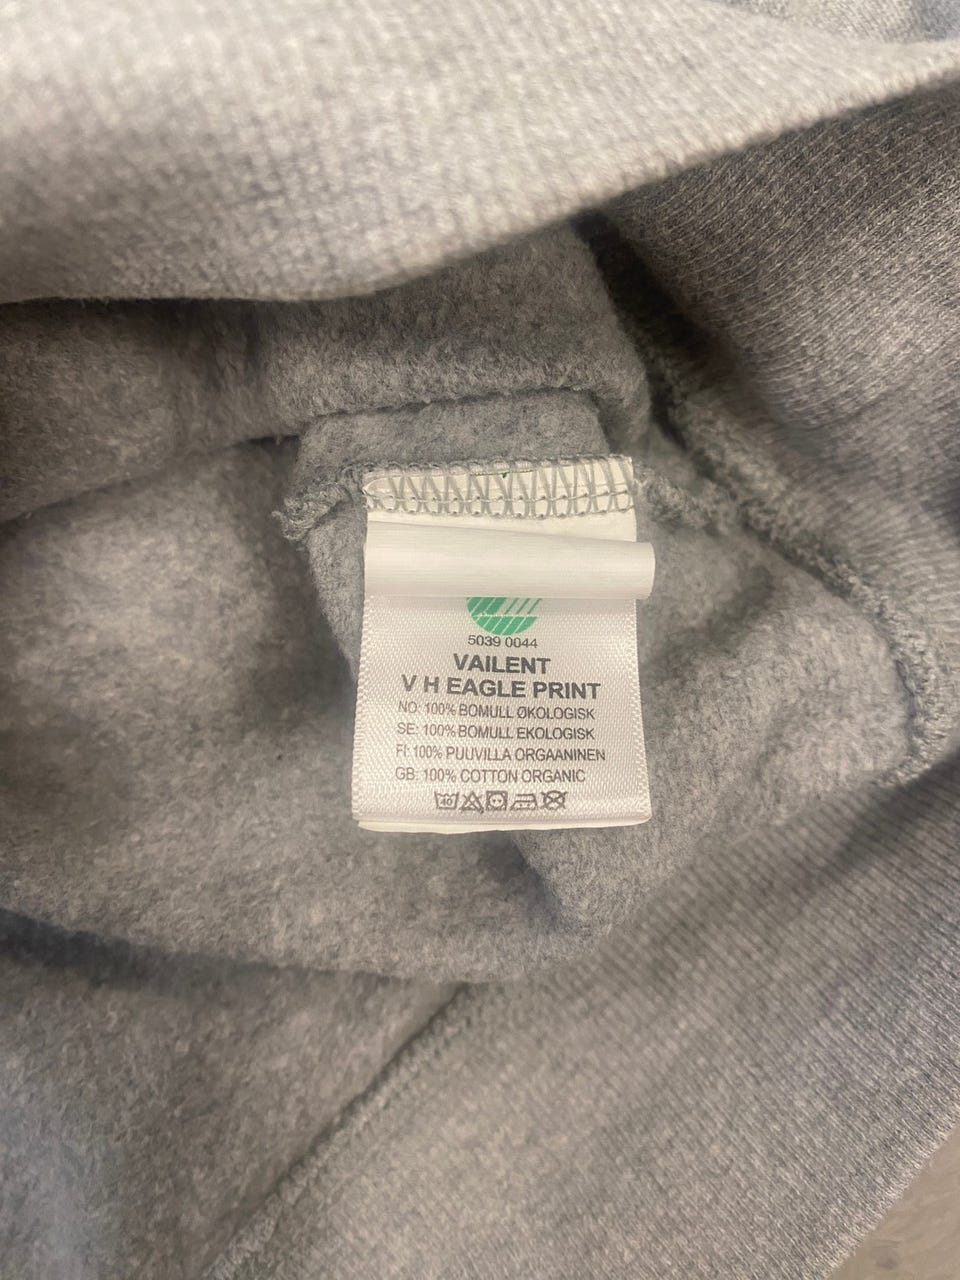 5039 0044
VAILENT
V H EAGLE PRINT
NO: 100% BOMULL ØKOLOGISK
SE: 100% BOMULL EKOLOGISK
FI: 100% PUUVILLA ORGAANINEN
GB: 100% COTTON ORGANIC
40